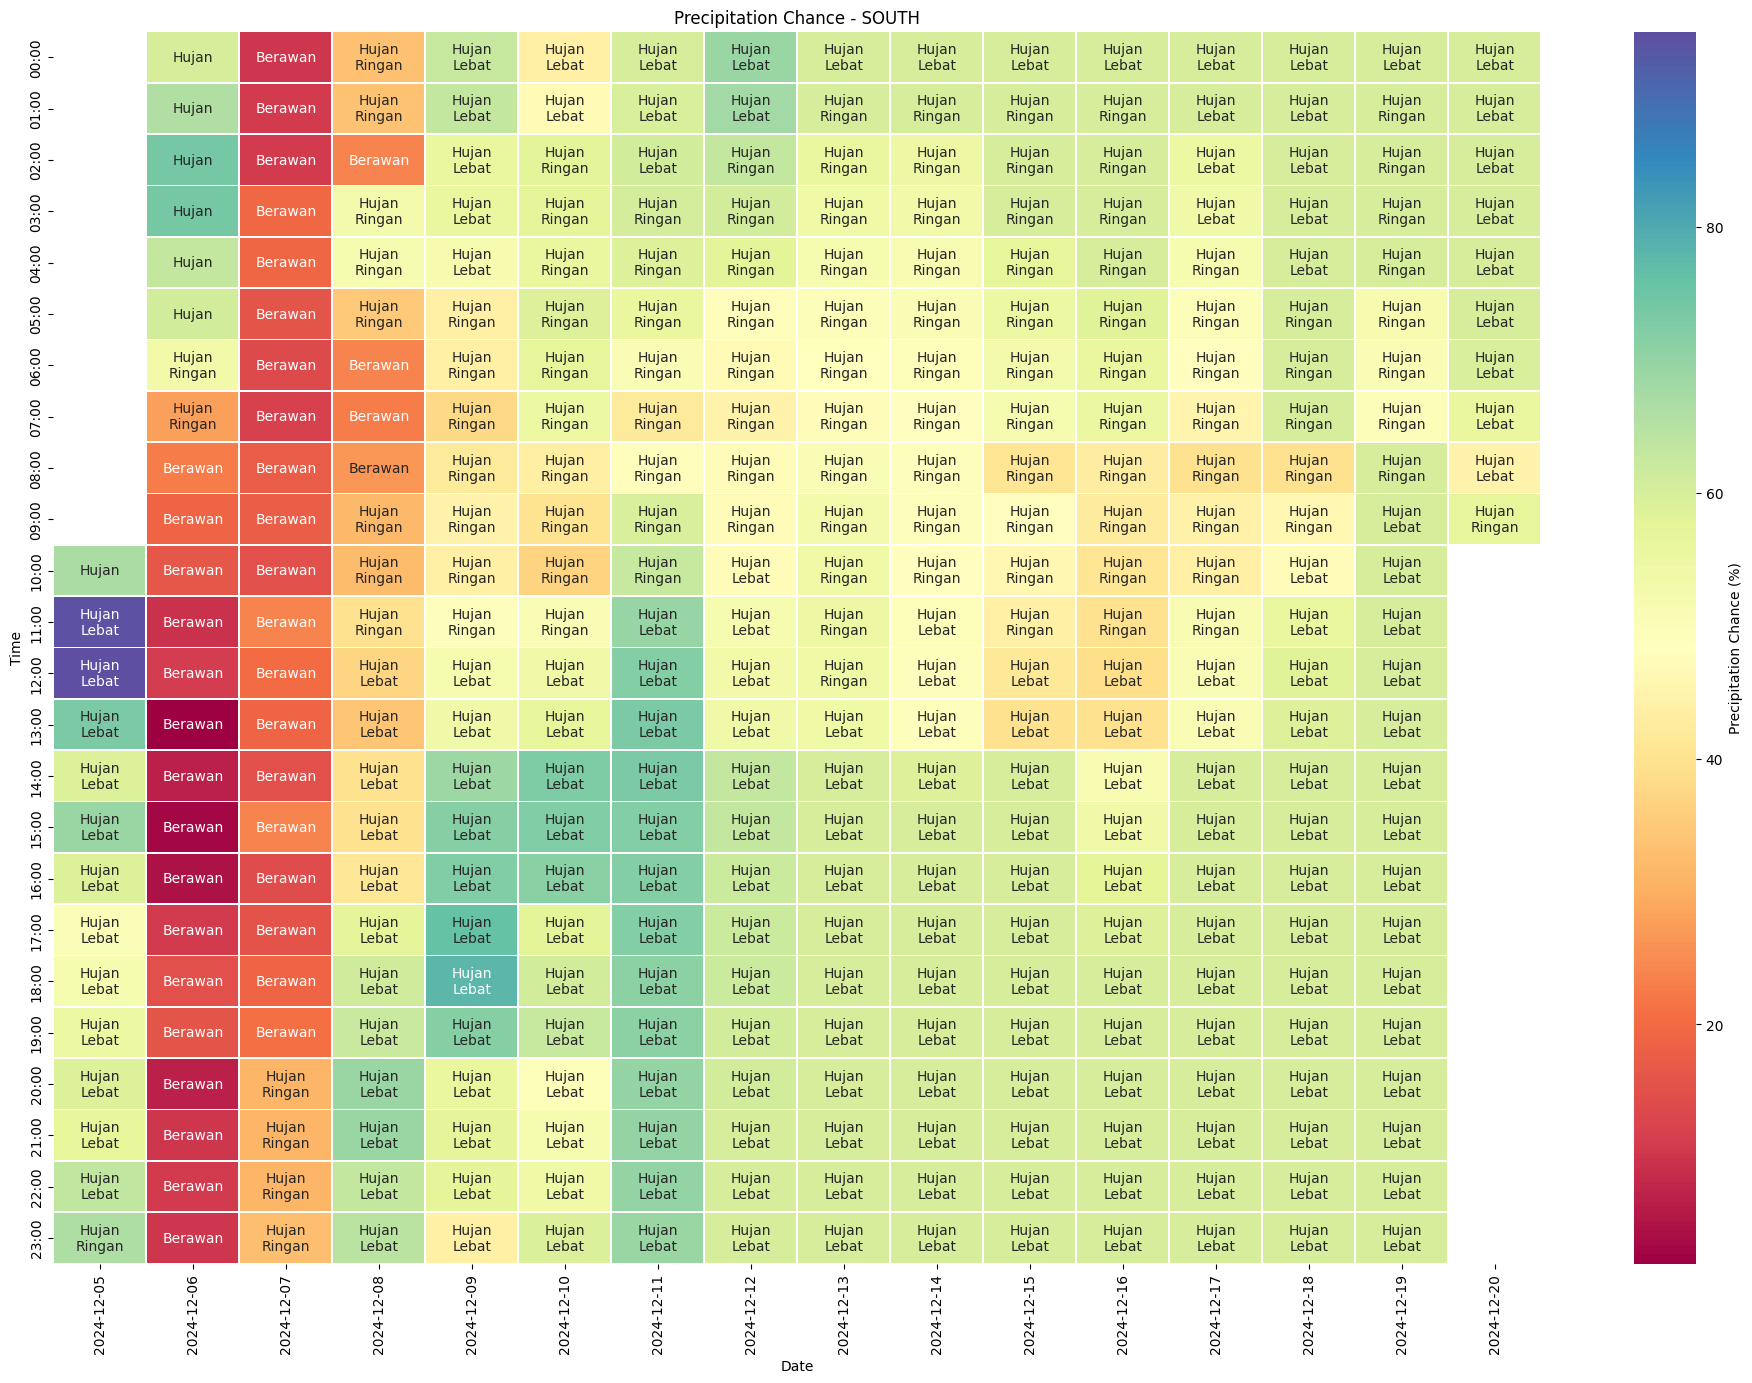 Precipitation Chance - SOUTH
00:00 Hujan Berawan Hujan Ringan Hujan Lebat Hujan Lebat Hujan Lebat Hujan Lebat Hujan Lebat Hujan Lebat Hujan Lebat Hujan Lebat Hujan Lebat Hujan Lebat Hujan Lebat Hujan Lebat
01:00 Hujan Berawan Hujan Ringan Hujan Lebat Hujan Lebat Hujan Lebat Hujan Lebat Hujan Ringan Hujan Ringan Hujan Ringan Hujan Ringan Hujan Lebat Hujan Lebat Hujan Ringan Hujan Lebat
02:00 Hujan Berawan Berawan Hujan Lebat Hujan Ringan Hujan Lebat Hujan Ringan Hujan Ringan Hujan Ringan Hujan Ringan Hujan Ringan Hujan Lebat Hujan Lebat Hujan Ringan Hujan Lebat
03:00 Hujan Berawan Hujan Ringan Hujan Lebat Hujan Ringan Hujan Ringan Hujan Ringan Hujan Ringan Hujan Ringan Hujan Ringan Hujan Ringan Hujan Lebat Hujan Lebat Hujan Ringan Hujan Lebat
04:00 Hujan Berawan Hujan Ringan Hujan Lebat Hujan Ringan Hujan Ringan Hujan Ringan Hujan Ringan Hujan Ringan Hujan Ringan Hujan Ringan Hujan Ringan Hujan Lebat Hujan Ringan Hujan Lebat
05:00 Hujan Berawan Hujan Ringan Hujan Ringan Hujan Ringan Hujan Ringan Hujan Ringan Hujan Ringan Hujan Ringan Hujan Ringan Hujan Ringan Hujan Ringan Hujan Ringan Hujan Ringan Hujan Lebat
06:00 Hujan Ringan Berawan Berawan Hujan Ringan Hujan Ringan Hujan Ringan Hujan Ringan Hujan Ringan Hujan Ringan Hujan Ringan Hujan Ringan Hujan Ringan Hujan Ringan Hujan Ringan Hujan Lebat
07:00 Hujan Ringan Berawan Berawan Hujan Ringan Hujan Ringan Hujan Ringan Hujan Ringan Hujan Ringan Hujan Ringan Hujan Ringan Hujan Ringan Hujan Ringan Hujan Ringan Hujan Ringan Hujan Lebat
08:00 Berawan Berawan Berawan Hujan Ringan Hujan Ringan Hujan Ringan Hujan Ringan Hujan Ringan Hujan Ringan Hujan Ringan Hujan Ringan Hujan Ringan Hujan Ringan Hujan Ringan Hujan Lebat
09:00 Berawan Berawan Hujan Ringan Hujan Ringan Hujan Ringan Hujan Ringan Hujan Ringan Hujan Ringan Hujan Ringan Hujan Ringan Hujan Ringan Hujan Ringan Hujan Ringan Hujan Lebat Hujan Ringan
10:00 Hujan Berawan Berawan Hujan Ringan Hujan Ringan Hujan Ringan Hujan Ringan Hujan Lebat Hujan Ringan Hujan Ringan Hujan Ringan Hujan Ringan Hujan Ringan Hujan Lebat Hujan Lebat
11:00 Hujan Lebat Berawan Berawan Hujan Ringan Hujan Ringan Hujan Ringan Hujan Lebat Hujan Lebat Hujan Ringan Hujan Lebat Hujan Ringan Hujan Ringan Hujan Ringan Hujan Lebat Hujan Lebat
12:00 Hujan Lebat Berawan Berawan Hujan Lebat Hujan Lebat Hujan Lebat Hujan Lebat Hujan Lebat Hujan Ringan Hujan Lebat Hujan Lebat Hujan Lebat Hujan Lebat Hujan Lebat Hujan Lebat
13:00 Hujan Lebat Berawan Berawan Hujan Lebat Hujan Lebat Hujan Lebat Hujan Lebat Hujan Lebat Hujan Lebat Hujan Lebat Hujan Lebat Hujan Lebat Hujan Lebat Hujan Lebat Hujan Lebat
14:00 Hujan Lebat Berawan Berawan Hujan Lebat Hujan Lebat Hujan Lebat Hujan Lebat Hujan Lebat Hujan Lebat Hujan Lebat Hujan Lebat Hujan Lebat Hujan Lebat Hujan Lebat Hujan Lebat
15:00 Hujan Lebat Berawan Berawan Hujan Lebat Hujan Lebat Hujan Lebat Hujan Lebat Hujan Lebat Hujan Lebat Hujan Lebat Hujan Lebat Hujan Lebat Hujan Lebat Hujan Lebat Hujan Lebat
16:00 Hujan Lebat Berawan Berawan Hujan Lebat Hujan Lebat Hujan Lebat Hujan Lebat Hujan Lebat Hujan Lebat Hujan Lebat Hujan Lebat Hujan Lebat Hujan Lebat Hujan Lebat Hujan Lebat
17:00 Hujan Lebat Berawan Berawan Hujan Lebat Hujan Lebat Hujan Lebat Hujan Lebat Hujan Lebat Hujan Lebat Hujan Lebat Hujan Lebat Hujan Lebat Hujan Lebat Hujan Lebat Hujan Lebat
18:00 Hujan Lebat Berawan Berawan Hujan Lebat Hujan Lebat Hujan Lebat Hujan Lebat Hujan Lebat Hujan Lebat Hujan Lebat Hujan Lebat Hujan Lebat Hujan Lebat Hujan Lebat Hujan Lebat
19:00 Hujan Lebat Berawan Berawan Hujan Lebat Hujan Lebat Hujan Lebat Hujan Lebat Hujan Lebat Hujan Lebat Hujan Lebat Hujan Lebat Hujan Lebat Hujan Lebat Hujan Lebat Hujan Lebat
20:00 Hujan Lebat Berawan Hujan Ringan Hujan Lebat Hujan Lebat Hujan Lebat Hujan Lebat Hujan Lebat Hujan Lebat Hujan Lebat Hujan Lebat Hujan Lebat Hujan Lebat Hujan Lebat Hujan Lebat
21:00 Hujan Lebat Berawan Hujan Ringan Hujan Lebat Hujan Lebat Hujan Lebat Hujan Lebat Hujan Lebat Hujan Lebat Hujan Lebat Hujan Lebat Hujan Lebat Hujan Lebat Hujan Lebat Hujan Lebat
22:00 Hujan Lebat Berawan Hujan Ringan Hujan Lebat Hujan Lebat Hujan Lebat Hujan Lebat Hujan Lebat Hujan Lebat Hujan Lebat Hujan Lebat Hujan Lebat Hujan Lebat Hujan Lebat Hujan Lebat
23:00 Hujan Ringan Berawan Hujan Ringan Hujan Lebat Hujan Lebat Hujan Lebat Hujan Lebat Hujan Lebat Hujan Lebat Hujan Lebat Hujan Lebat Hujan Lebat Hujan Lebat Hujan Lebat Hujan Lebat
Time
2024-12-05 2024-12-06 2024-12-07 2024-12-08 2024-12-09 2024-12-10 2024-12-11 2024-12-12 2024-12-13 2024-12-14 2024-12-15 2024-12-16 2024-12-17 2024-12-18 2024-12-19 2024-12-20
Date
80
60
40
20
Precipitation Chance (%)